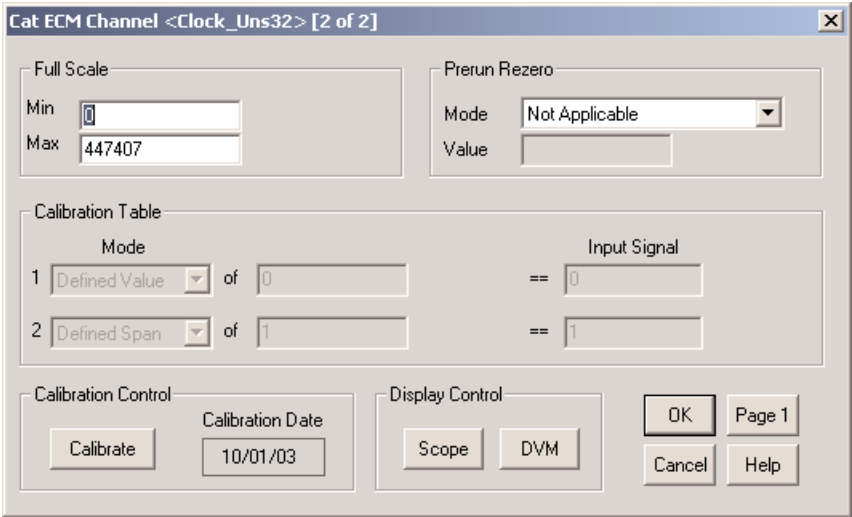 Cat ECM Channel <Clock_Uns32> [2 of 2]
Full Scale
Min 0
Max 447407
Prerun Rezero
Mode Not Applicable
Value
Calibration Table
Mode Input Signal
1 Defined Value of 0 == 0
2 Defined Span of 1 == 1
Calibration Control
Calibrate
Calibration Date
10/01/03
Display Control
Scope DVM
OK Page 1
Cancel Help